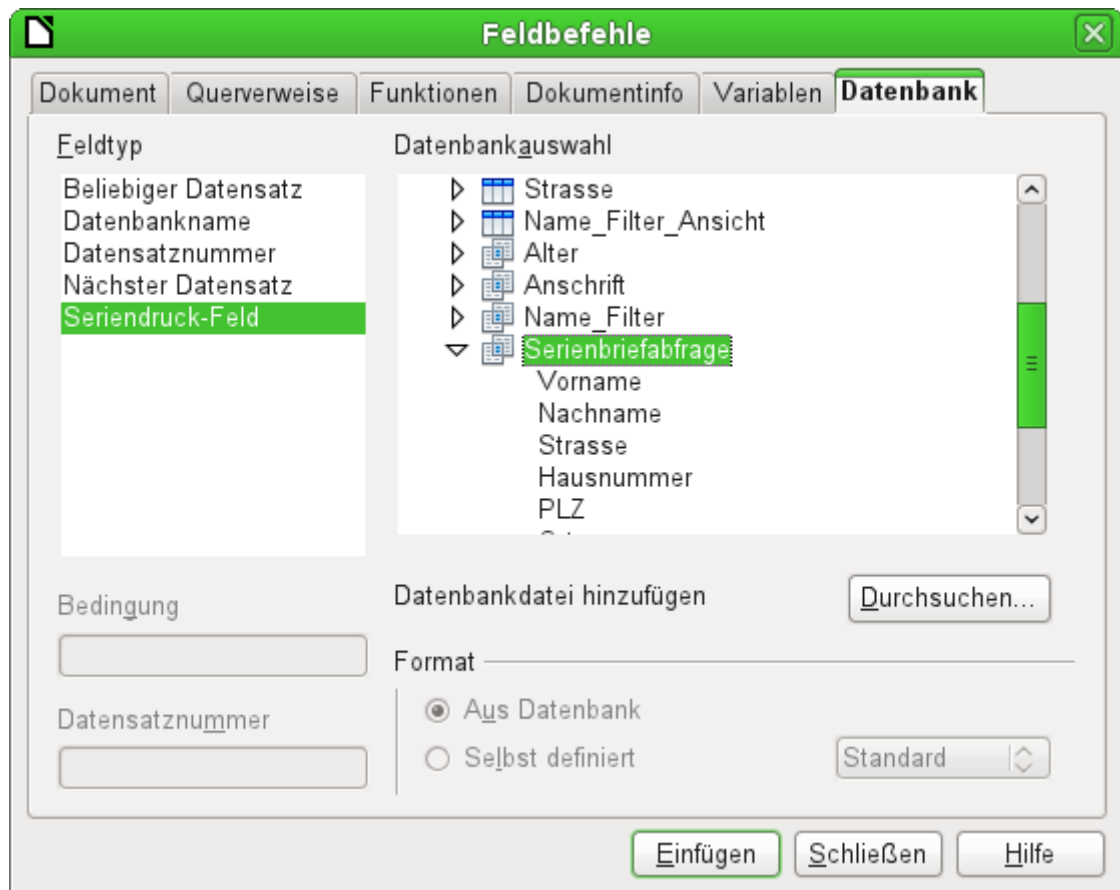 Feldbefehle
Dokument Querverweise Funktionen Dokumentinfo Variablen Datenbank
Feldtyp
Beliebiger Datensatz
Datenbankname
Datensatznummer
Nächster Datensatz
Seriendruck-Feld
Datenbankauswahl
Strasse
Name_Filter_Ansicht
Alter
Anschrift
Name_Filter
Serienbriefabfrage
Vorname
Nachname
Strasse
Hausnummer
PLZ
Bedingung
Datensatznummer
Datenbankdatei hinzufügen Durchsuchen...
Format
Aus Datenbank
Selbst definiert Standard
Einfügen Schließen Hilfe